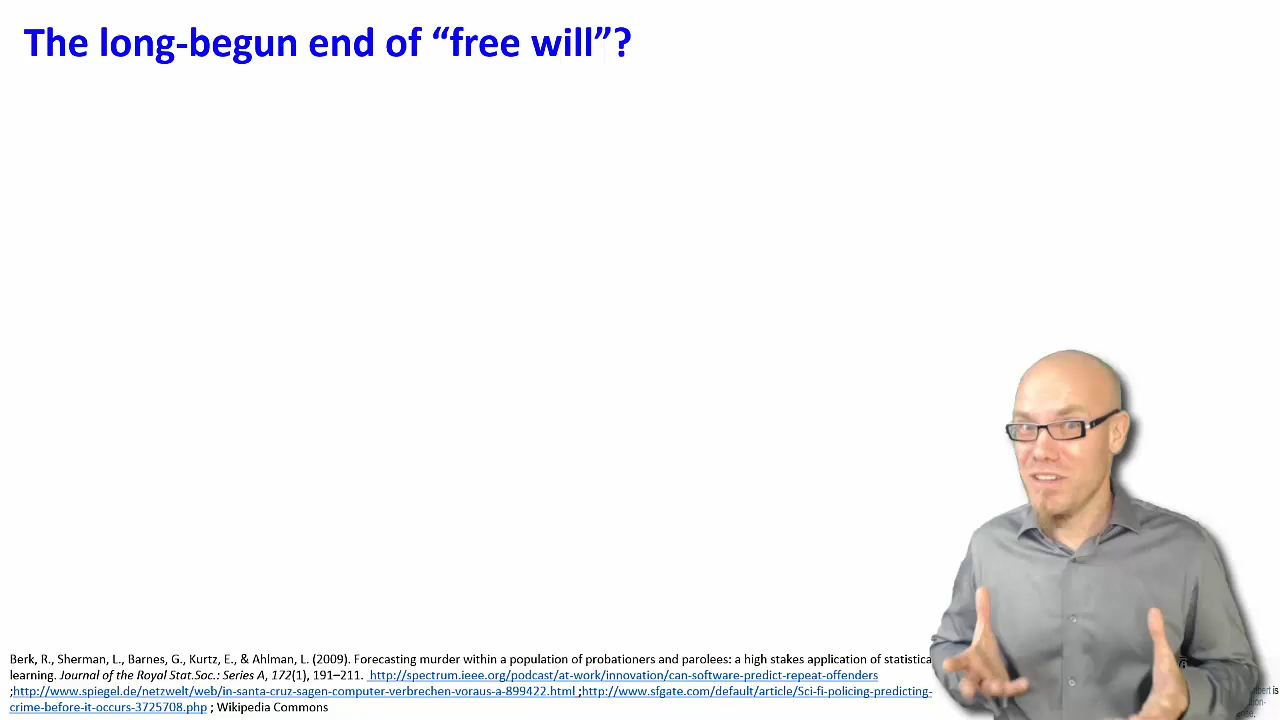 The long-begun end of “free will”?
Berk, R., Sherman, L., Barnes, G., Kurtz, E., & Ahlman, L. (2009). Forecasting murder within a population of probationers and parolees: a high stakes application of statistica
learning. Journal of the Royal Stat.Soc.: Series A, 172(1), 191–211. http://spectrum.ieee.org/podcast/at-work/innovation/can-software-predict-repeat-offenders
;http://www.spiegel.de/netzwelt/web/in-santa-cruz-sagen-computer-verbrechen-voraus-a-899422.html ;http://www.sfgate.com/default/article/Sci-fi-policing-predicting-
crime-before-it-occurs-3725708.php ; Wikipedia Commons